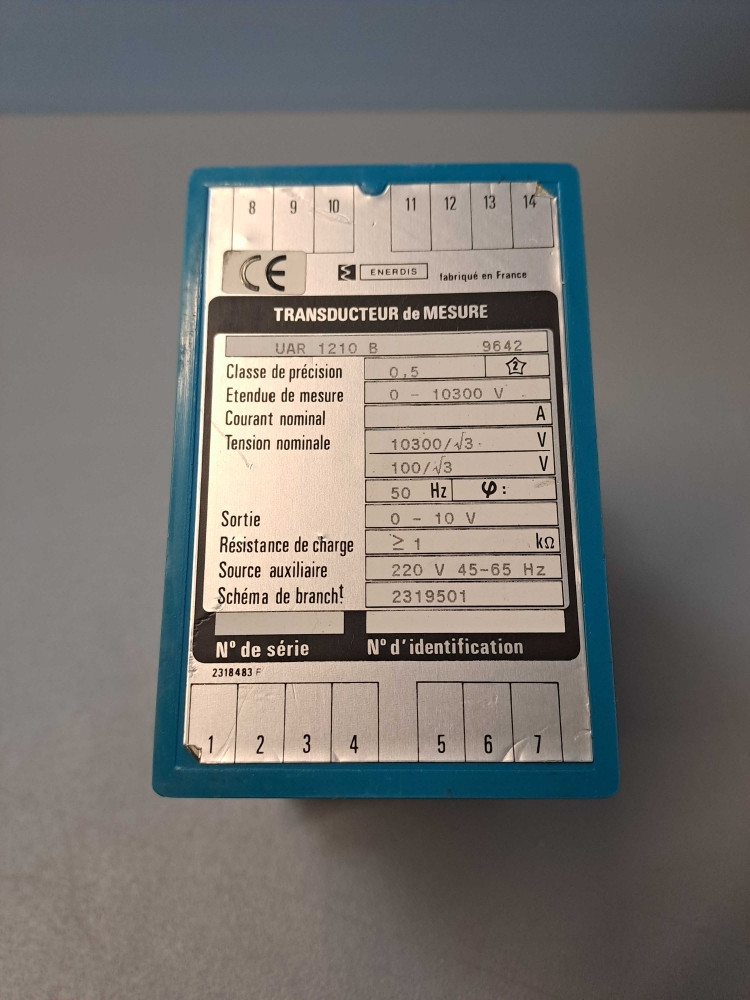 8 9 10 11 12 13 14
CE ENERDIS fabriqué en France
TRANSDUCTEUR de MESURE
UAR 1210 B 9642
Classe de précision 0,5 2
Etendue de mesure 0 - 10300 V
Courant nominal A
Tension nominale 10300/√3 V
100/√3 V
50 Hz φ:
Sortie 0 - 10 V
Résistance de charge ≥ 1 kΩ
Source auxiliaire 220 V 45-65 Hz
Schéma de brancht. 2319501
N° de série N° d'identification
2318483 F
1 2 3 4 5 6 7